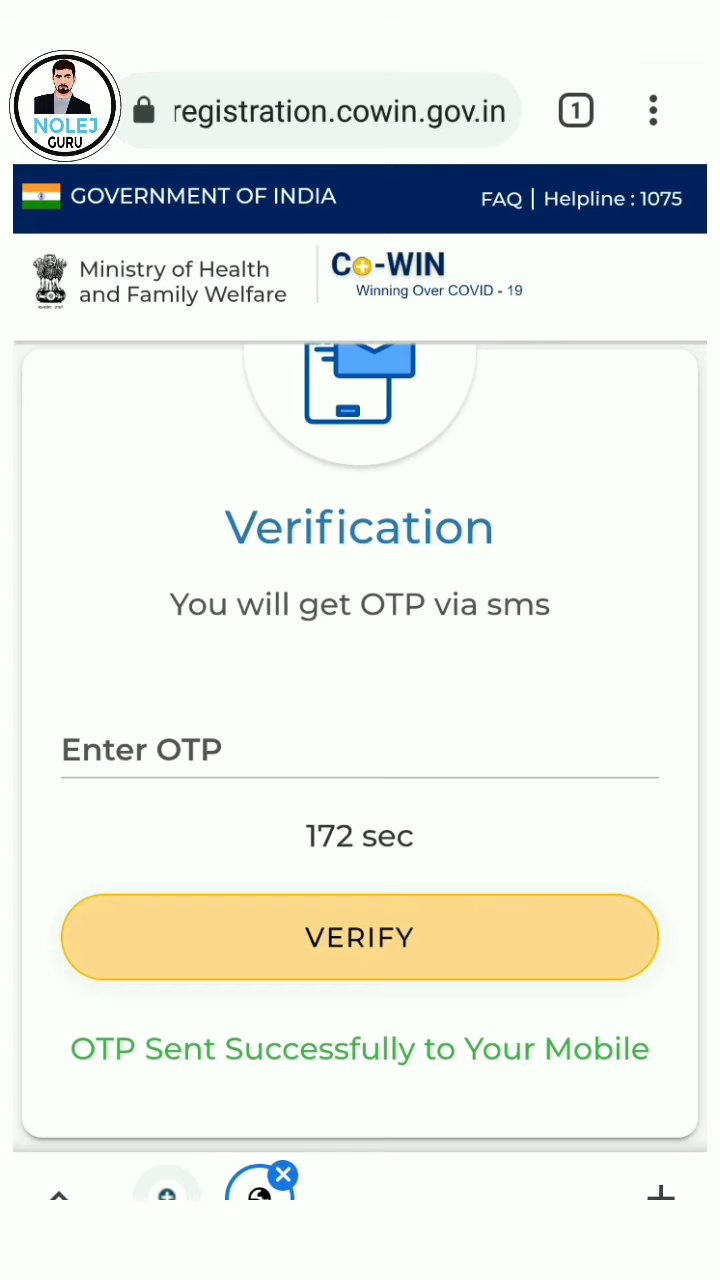 NOLEJ
GURU
registration.cowin.gov.in
1
GOVERNMENT OF INDIA
FAQ | Helpline : 1075
Ministry of Health
and Family Welfare
Co-WIN
Winning Over COVID - 19
Verification
You will get OTP via sms
Enter OTP
172 sec
VERIFY
OTP Sent Successfully to Your Mobile